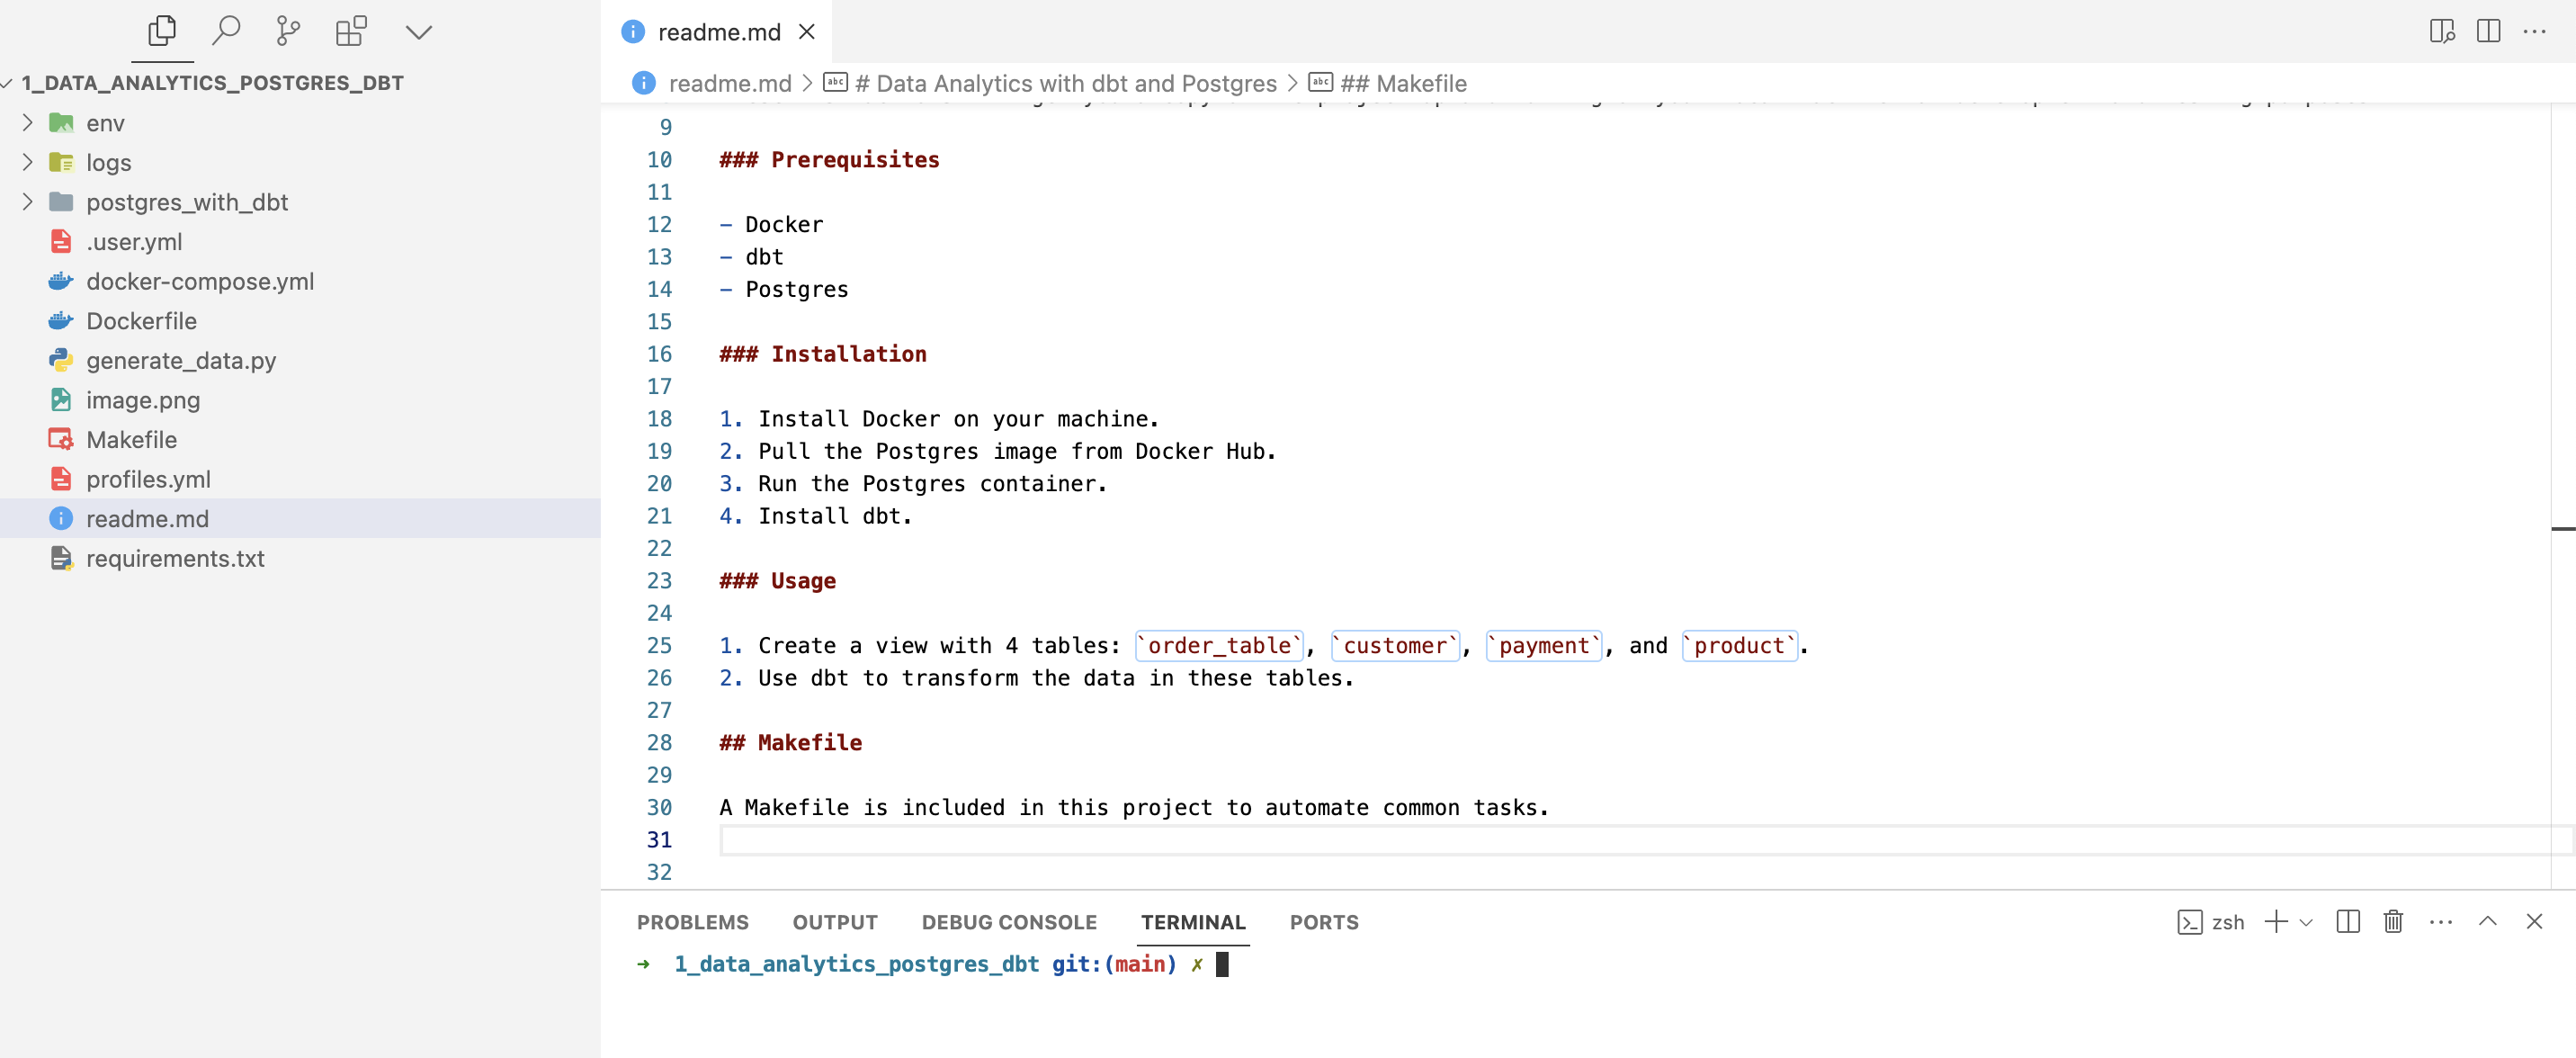 1_DATA_ANALYTICS_POSTGRES_DBT
env
logs
postgres_with_dbt
.user.yml
docker-compose.yml
Dockerfile
generate_data.py
image.png
Makefile
profiles.yml
readme.md
requirements.txt
readme.md
readme.md > # Data Analytics with dbt and Postgres > ## Makefile
9
10 ### Prerequisites
11
12 - Docker
13 - dbt
14 - Postgres
15
16 ### Installation
17
18 1. Install Docker on your machine.
19 2. Pull the Postgres image from Docker Hub.
20 3. Run the Postgres container.
21 4. Install dbt.
22
23 ### Usage
24
25 1. Create a view with 4 tables: `order_table`, `customer`, `payment`, and `product`.
26 2. Use dbt to transform the data in these tables.
27
28 ## Makefile
29
30 A Makefile is included in this project to automate common tasks.
31
32
PROBLEMS OUTPUT DEBUG CONSOLE TERMINAL PORTS zsh
➜ 1_data_analytics_postgres_dbt git:(main) ✗